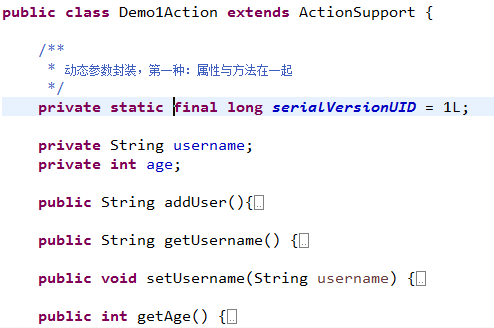 public class Demo1Action extends ActionSupport {
/**
* 动态参数封装，第一种：属性与方法在一起
*/
private static final long serialVersionUID = 1L;
private String username;
private int age;
public String addUser(){
public String getUsername() {
public void setUsername(String username) {
public int getAge() {